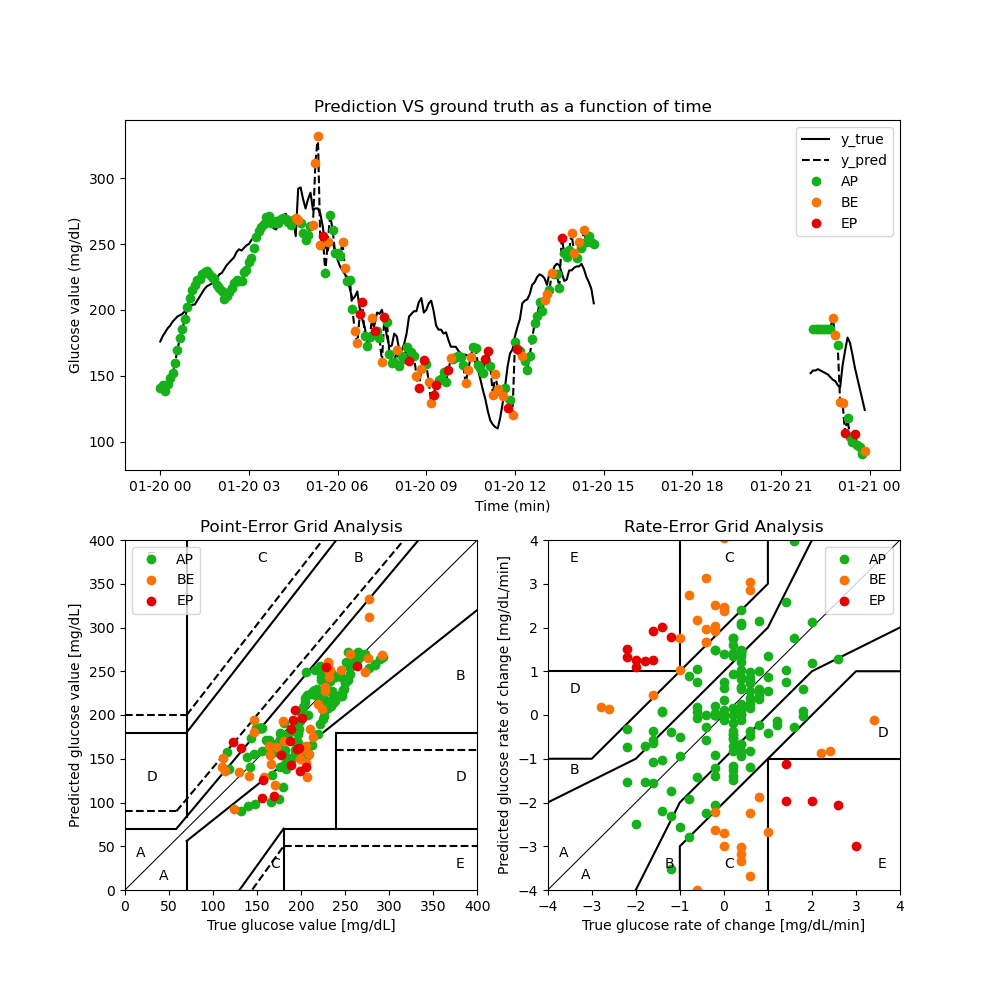 Prediction VS ground truth as a function of time
Glucose value (mg/dL)
300
250
200
150
100
y_true
y_pred
AP
BE
EP
01-20 00 01-20 03 01-20 06 01-20 09 01-20 12 01-20 15 01-20 18 01-20 21 01-21 00
Time (min)
Point-Error Grid Analysis
Predicted glucose value [mg/dL]
400
350
300
250
200
150
100
50
0
AP
BE
EP
C
B
B
D
D
A
A
C
E
0 50 100 150 200 250 300 350 400
True glucose value [mg/dL]
Rate-Error Grid Analysis
Predicted glucose rate of change [mg/dL/min]
4
3
2
1
0
−1
−2
−3
−4
E
C
AP
BE
EP
D
D
B
A
A
B
C
E
−4 −3 −2 −1 0 1 2 3 4
True glucose rate of change [mg/dL/min]